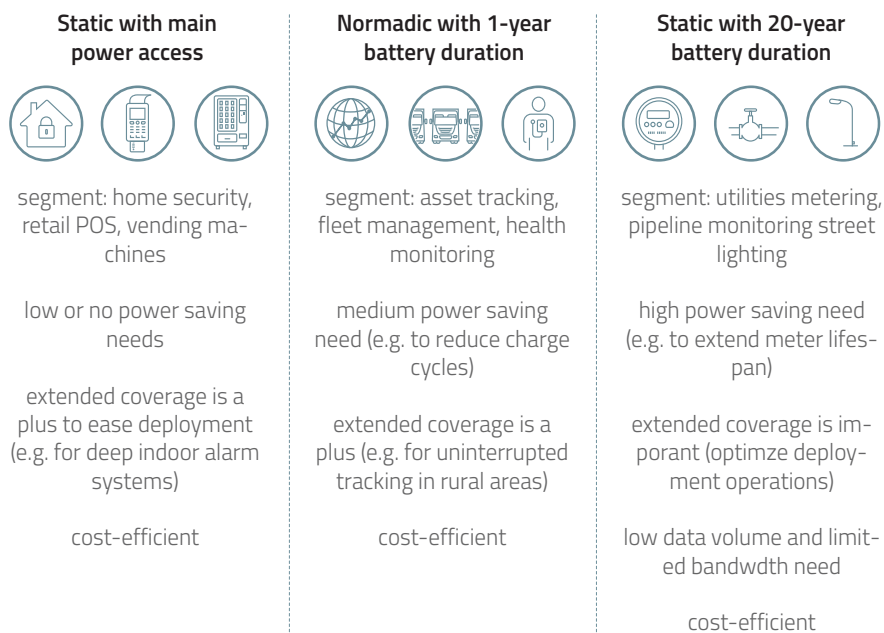 Static with main
power access
segment: home security,
retail POS, vending ma-
chines
low or no power saving
needs
extended coverage is a
plus to ease deployment
(e.g. for deep indoor alarm
systems)
cost-efficient
Normadic with 1-year
battery duration
segment: asset tracking,
fleet management, health
monitoring
medium power saving
need (e.g. to reduce charge
cycles)
extended coverage is a
plus (e.g. for uninterrupted
tracking in rural areas)
cost-efficient
Static with 20-year
battery duration
segment: utilities metering,
pipeline monitoring street
lighting
high power saving need
(e.g. to extend meter lifes-
pan)
extended coverage is im-
porant (optimze deploy-
ment operations)
low data volume and limit-
ed bandwdth need
cost-efficient